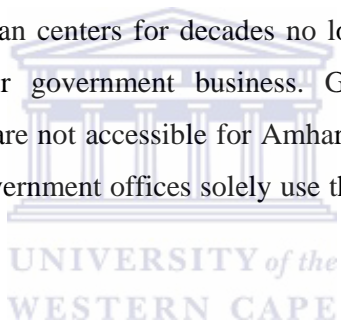 an centers for decades no lo
r government business. G
are not accessible for Amhar
vernment offices solely use th
UNIVERSITY of the
WESTERN CAPE